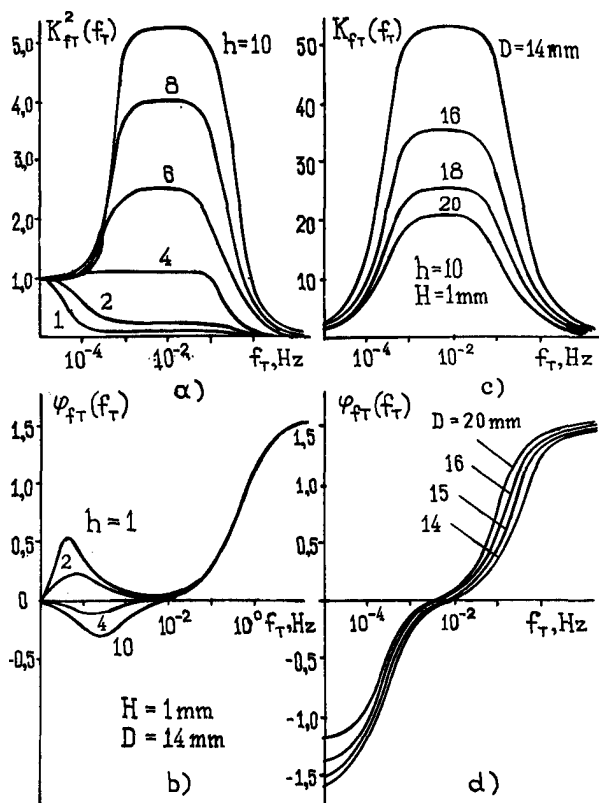 K²fT(fT)
5,0
4,0
3,0
2,0
1,0
h=10
8
6
4
2
1
10⁻⁴
10⁻²
fT,Hz
a)
KfT(fT)
50
40
30
20
10
D=14mm
16
18
20
h=10
H=1mm
10⁻⁴
10⁻²
fT,Hz
c)
φfT(fT)
1,5
1,0
0,5
0
-0,5
h=1
2
4
10
10⁻²
10⁰
fT,Hz
H=1mm
D=14mm
b)
φfT(fT)
1,5
1,0
0,5
0
-0,5
-1,0
-1,5
D=20mm
16
15
14
10⁻⁴
10⁻²
fT,Hz
d)